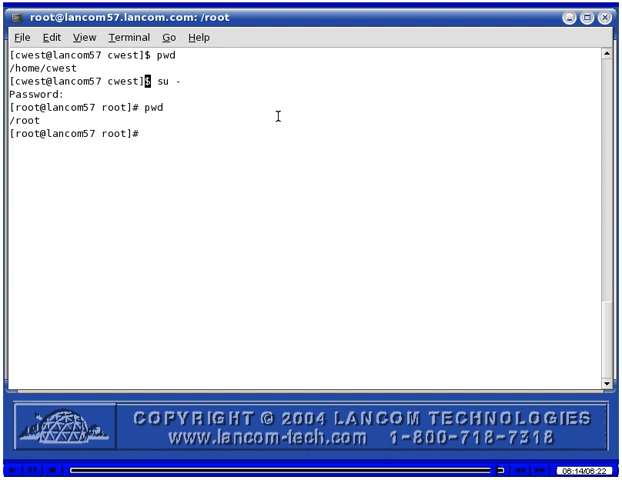 root@lancom57.lancom.com: /root
File Edit View Terminal Go Help
[cwest@lancom57 cwest]$ pwd
/home/cwest
[cwest@lancom57 cwest]$ su -
Password:
[root@lancom57 root]# pwd
/root
[root@lancom57 root]#
COPYRIGHT © 2004 LANCOM TECHNOLOGIES
www.lancom-tech.com 1-800-718-7318
06:14/06:22